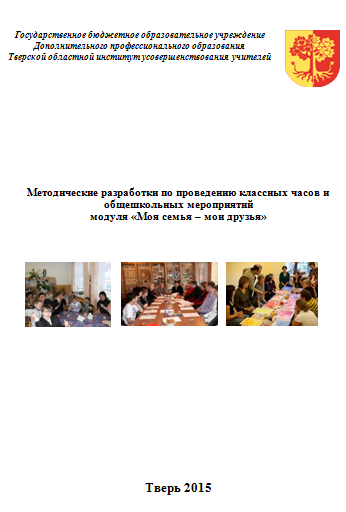 Государственное бюджетное образовательное учреждение
Дополнительного профессионального образования
Тверской областной институт усовершенствования учителей
Методические разработки по проведению классных часов и
общешкольных мероприятий
модуля «Моя семья – мои друзья»
Тверь 2015